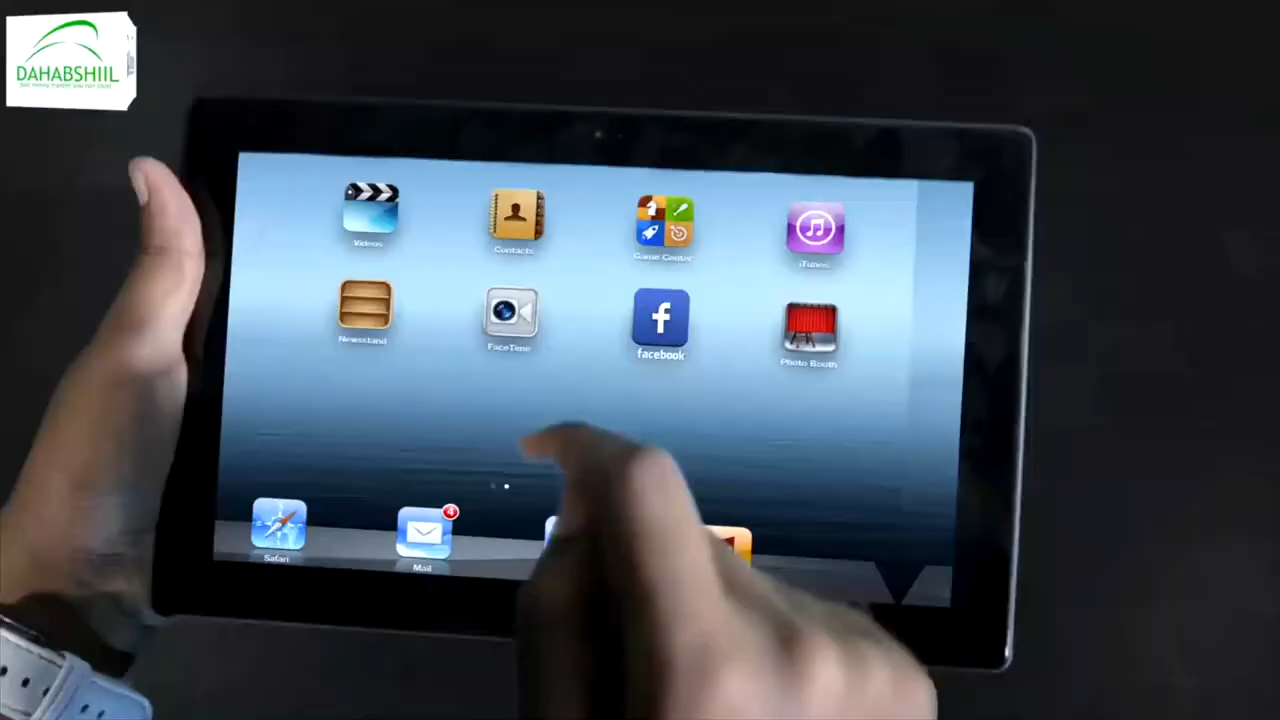 DAHABSHIIL
Videos
Contacts
Game Center
iTunes
Newsstand
FaceTime
facebook
Photo Booth
4
Safari
Mail